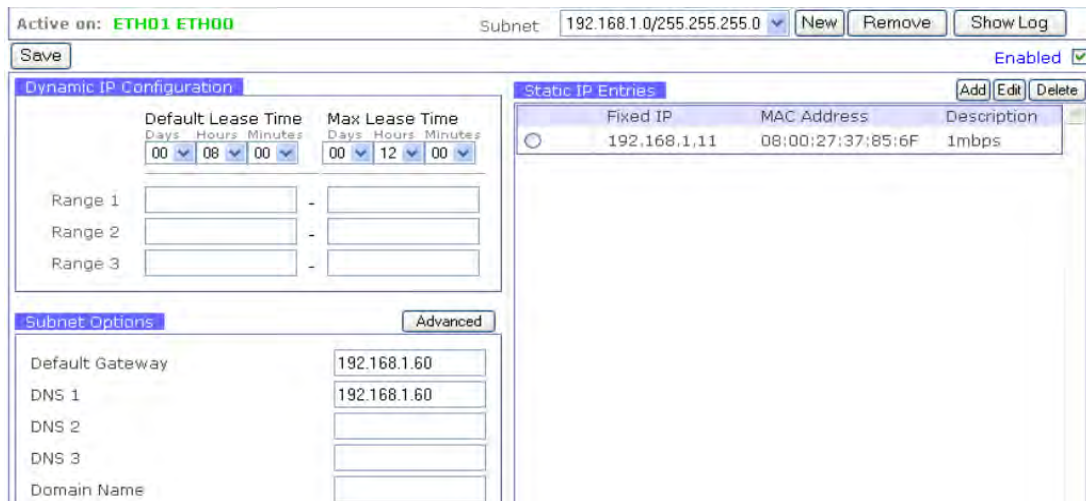 Active on: ETH01 ETH00 Subnet 192.168.1.0/255.255.255.0 New Remove Show Log
Save Enabled
Dynamic IP Configuration
Default Lease Time Max Lease Time
Days Hours Minutes Days Hours Minutes
00 08 00 00 12 00
Range 1 -
Range 2 -
Range 3 -
Subnet Options Advanced
Default Gateway 192.168.1.60
DNS 1 192.168.1.60
DNS 2
DNS 3
Domain Name
Static IP Entries Add Edit Delete
Fixed IP MAC Address Description
192.168.1.11 08:00:27:37:85:6F 1mbps